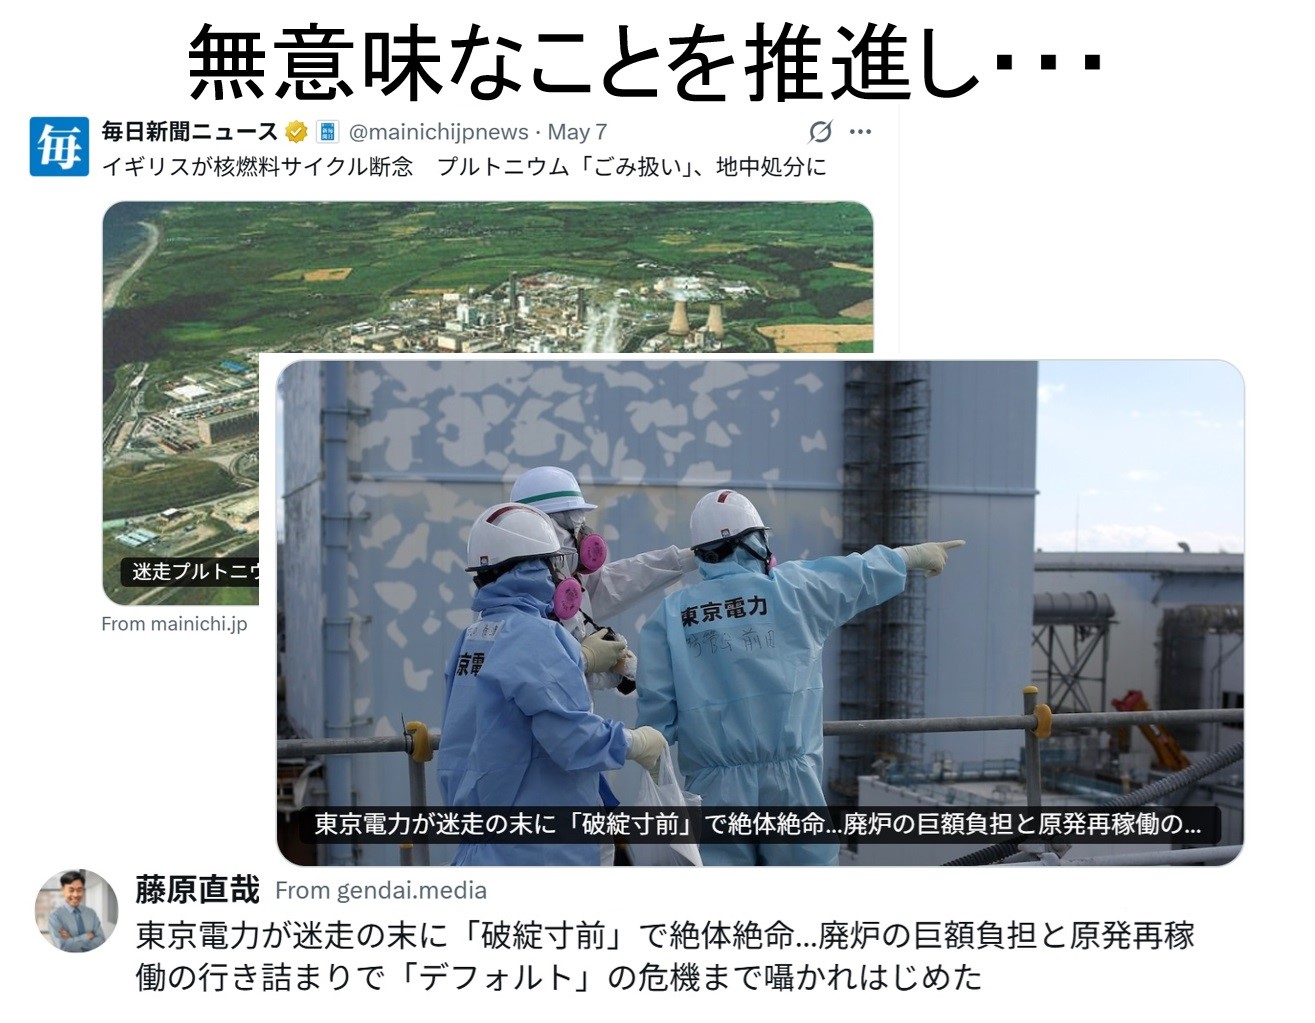 無意味なことを推進し・・・
毎
毎日新聞ニュース @mainichijpnews · May 7
イギリスが核燃料サイクル断念　プルトニウム「ごみ扱い」、地中処分に
迷走プルトニウ
From mainichi.jp
東京電力
京電
東京電力が迷走の末に「破綻寸前」で絶体絶命...廃炉の巨額負担と原発再稼働の...
藤原直哉 From gendai.media
東京電力が迷走の末に「破綻寸前」で絶体絶命...廃炉の巨額負担と原発再稼
働の行き詰まりで「デフォルト」の危機まで囁かれはじめた